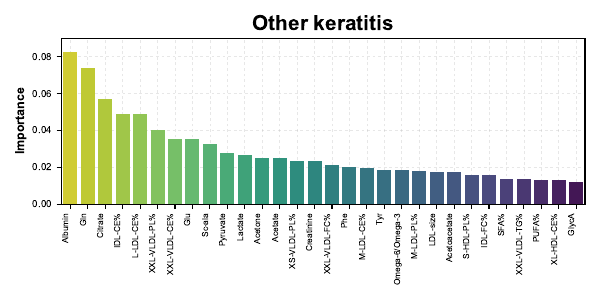 Other keratitis
Importance
0.08
0.06
0.04
0.02
0.00
Albumin
Gln
Citrate
IDL-CE%
L-LDL-CE%
XXL-VLDL-PL%
XXL-VLDL-CE%
Glu
Pyruvate
Lactate
Acetone
Acetate
XS-VLDL-PL%
Creatinine
XXL-VLDL-FC%
Phe
M-LDL-CE%
Tyr
Omega-6/Omega-3
M-LDL-PL%
LDL-size
Acetoacetate
S-HDL-PL%
IDL-FC%
SFA%
XXL-VLDL-TG%
PUFA%
XL-HDL-CE%
GlycA